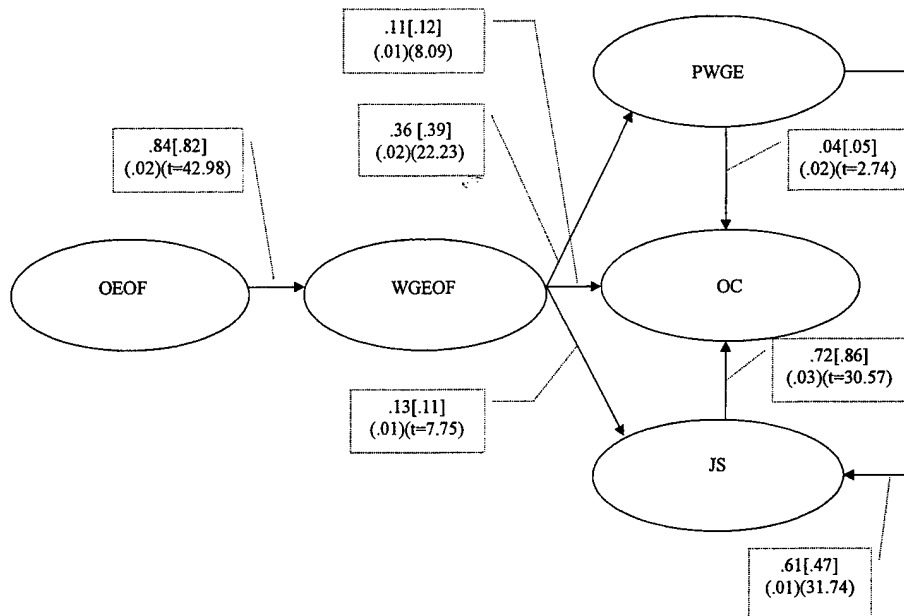 .11[.12]
(.01)(8.09)
PWGE
.36 [.39]
(.02)(22.23)
.84[.82]
(.02)(t=42.98)
.04[.05]
(.02)(t=2.74)
OEOF
WGEOF
OC
.72[.86]
(.03)(t=30.57)
.13[.11]
(.01)(t=7.75)
JS
.61[.47]
(.01)(31.74)